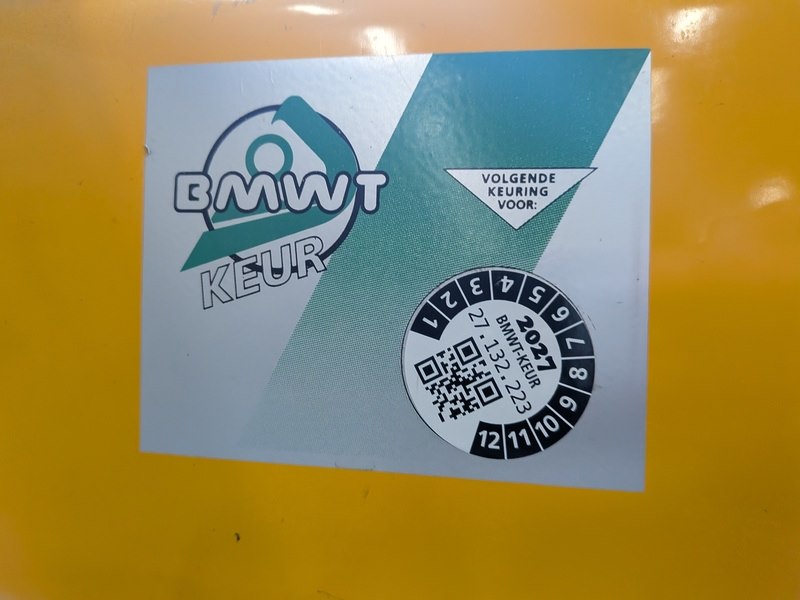 BMWT
KEUR
VOLGENDE
KEURING
VOOR:
1 2 3 4 5 6 7 8 9 10 11 12
2027
BMWT-KEUR
27.132.223